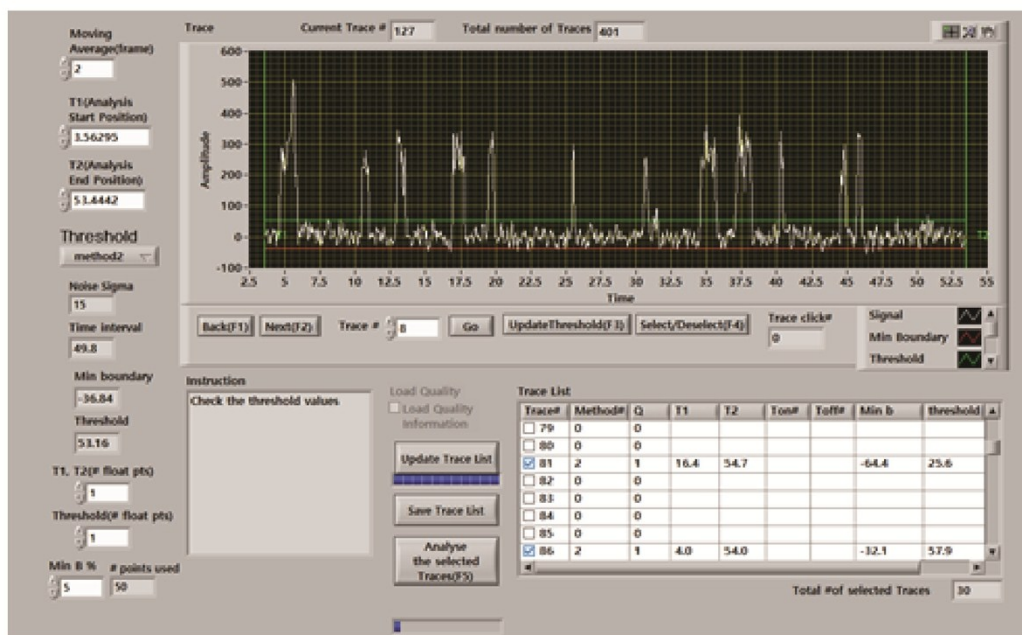 Moving
Average(frame)
2
T1(Analysis
Start Position)
3.56295
T2(Analysis
End Position)
53.4442
Threshold
method2
Noise Sigma
15
Time interval
49.8
Min boundary
-36.84
Threshold
53.16
T1. T2(# float pts)
1
Threshold(# float pts)
1
Min B % # points used
5 50
Trace Current Trace # 127 Total number of Traces 401
600
500
400
300
200
100
0
-100
Amplitude
T2
2.5 5 7.5 10 12.5 15 17.5 20 22.5 25 27.5 30 32.5 35 37.5 40 42.5 45 47.5 50 52.5 55
Time
Back(F1) Next(F2) Trace # 8 Go UpdateThreshold(F3) Select/Deselect(F4) Trace click# 0
Signal
Min Boundary
Threshold
Instruction
Check the threshold values
Load Quality
Load Quality
Information
Update Trace List
Save Trace List
Analyse
the selected
Traces(F5)
Trace List
Trace# Method# Q T1 T2 Ton# Toff# Min b threshold
79 0 0
80 0 0
81 2 1 16.4 54.7 -64.4 25.6
82 0 0
83 0 0
84 0 0
85 0 0
86 2 1 4.0 54.0 -32.1 57.9
Total #of selected Traces 30